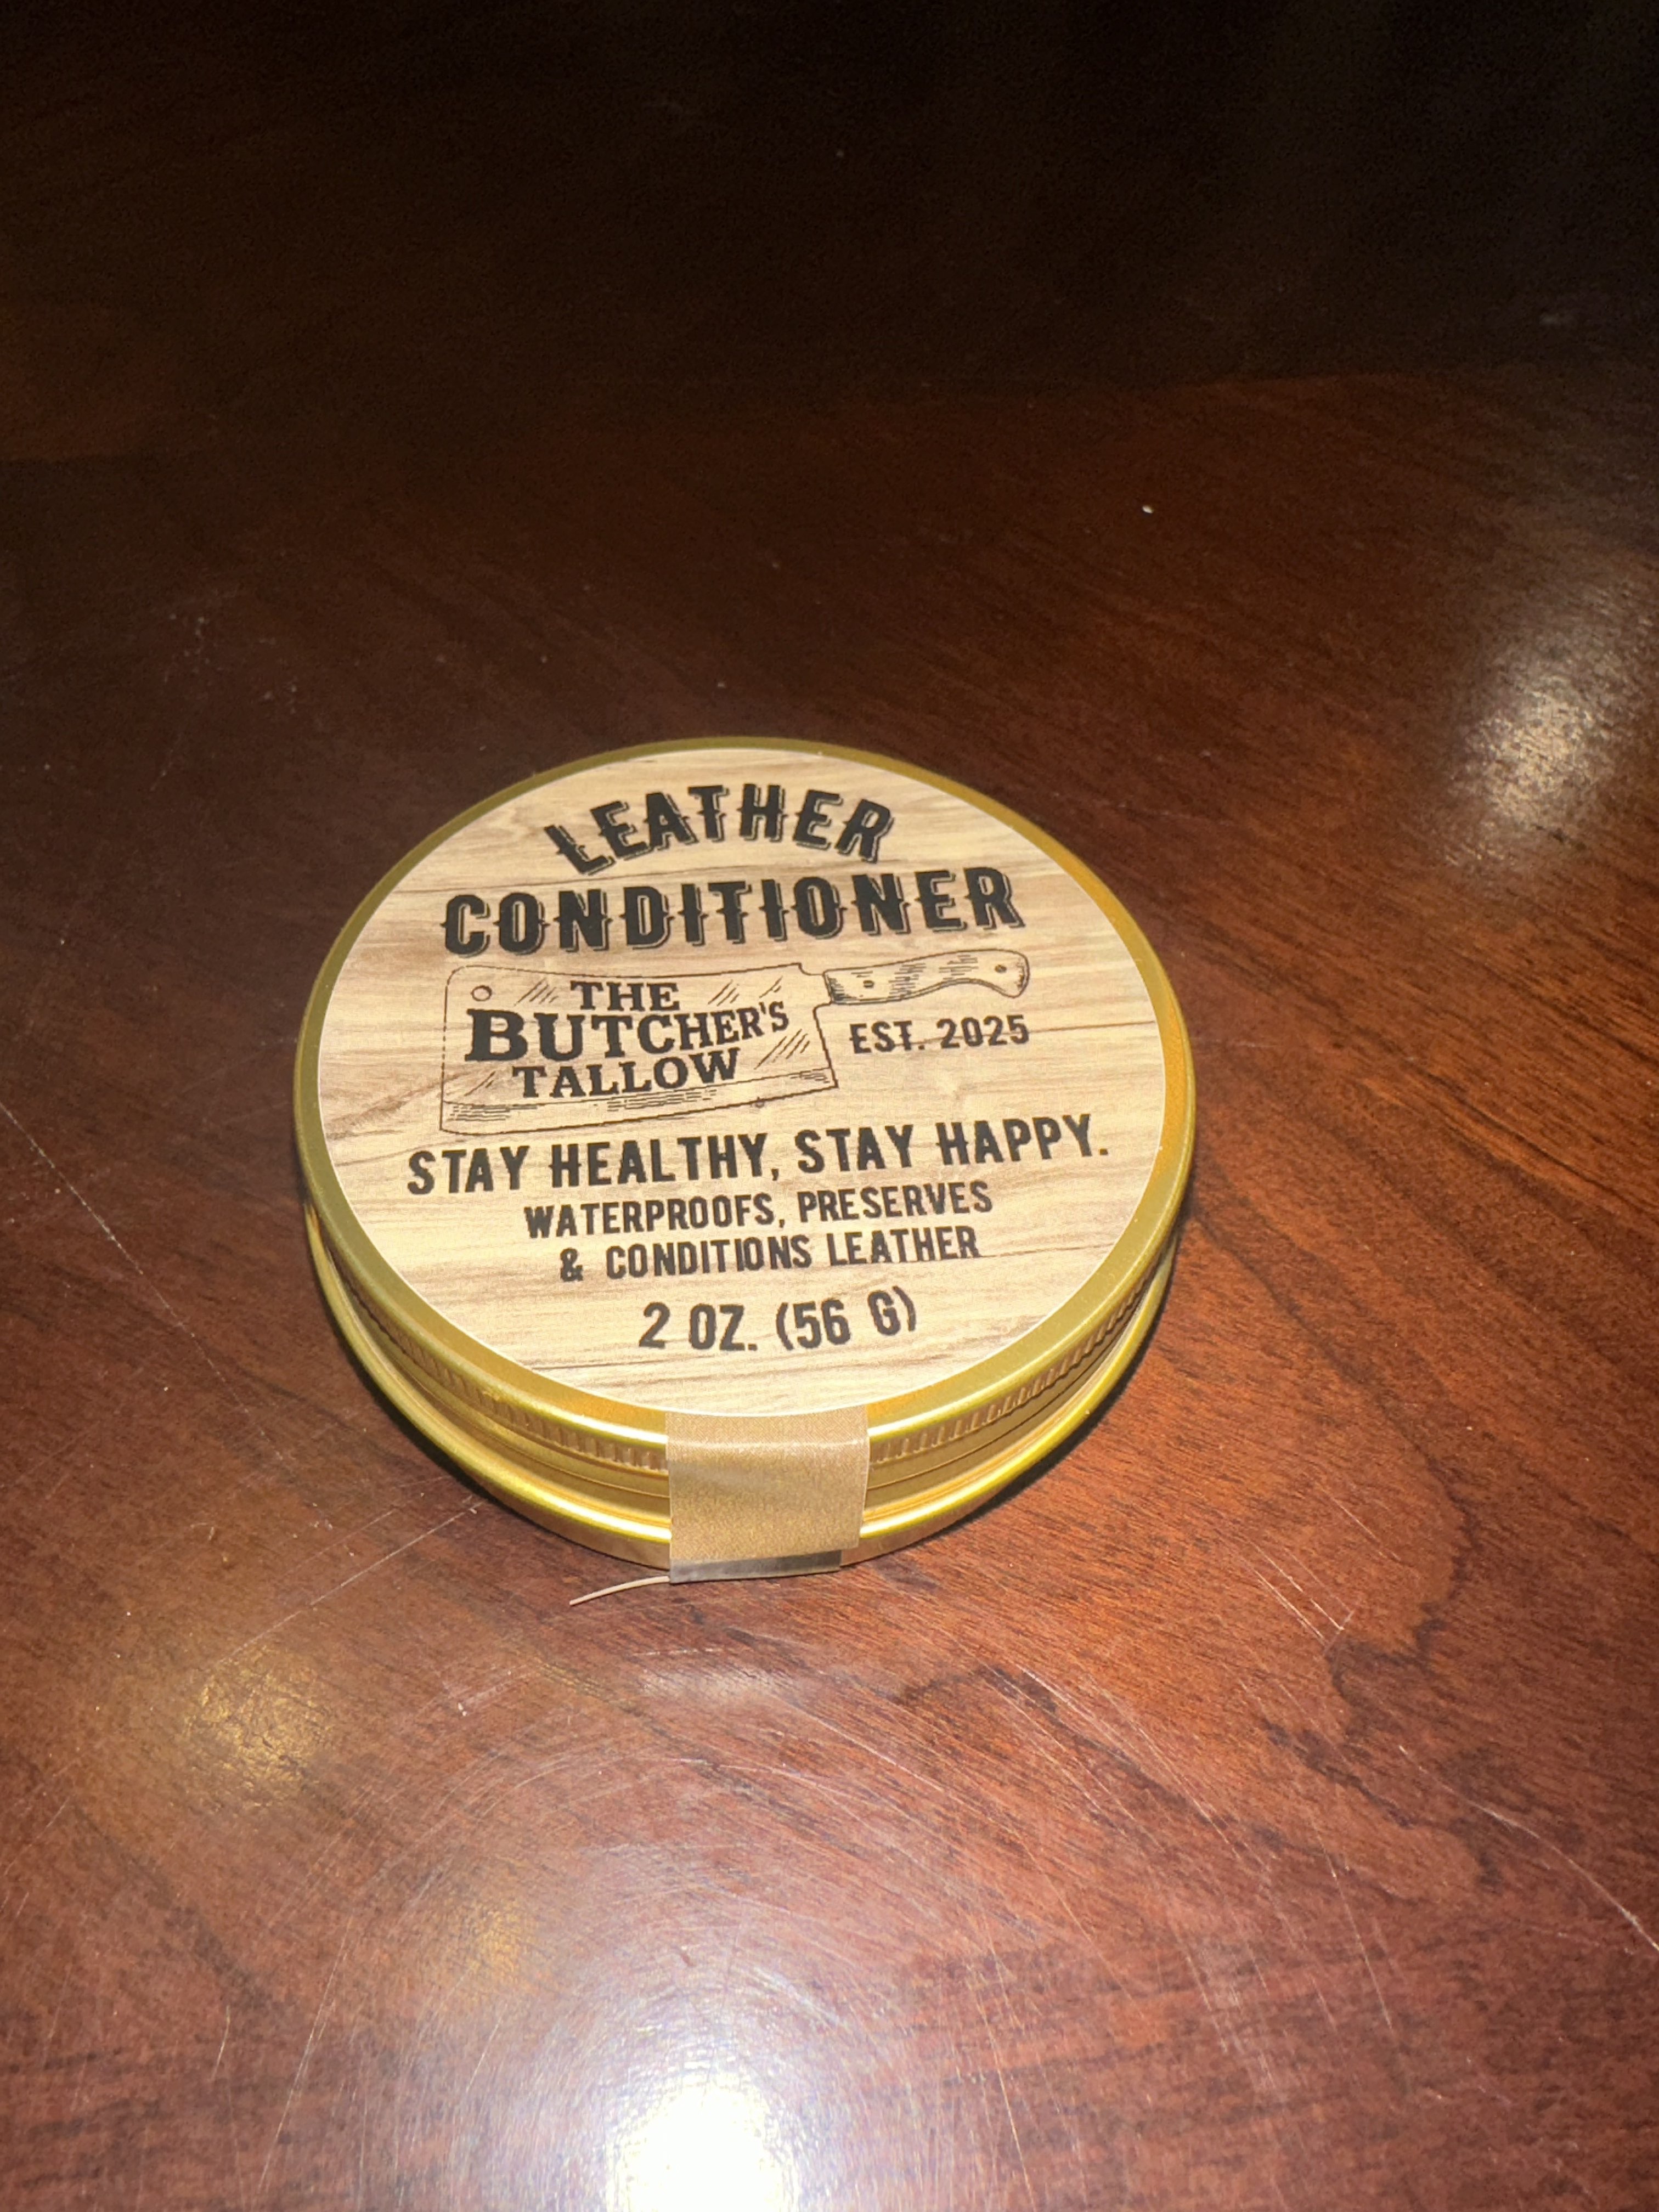 LEATHER
CONDITIONER
THE
BUTCHER'S
TALLOW
EST. 2025
STAY HEALTHY, STAY HAPPY.
WATERPROOFS, PRESERVES
& CONDITIONS LEATHER
2 OZ. (56 G)